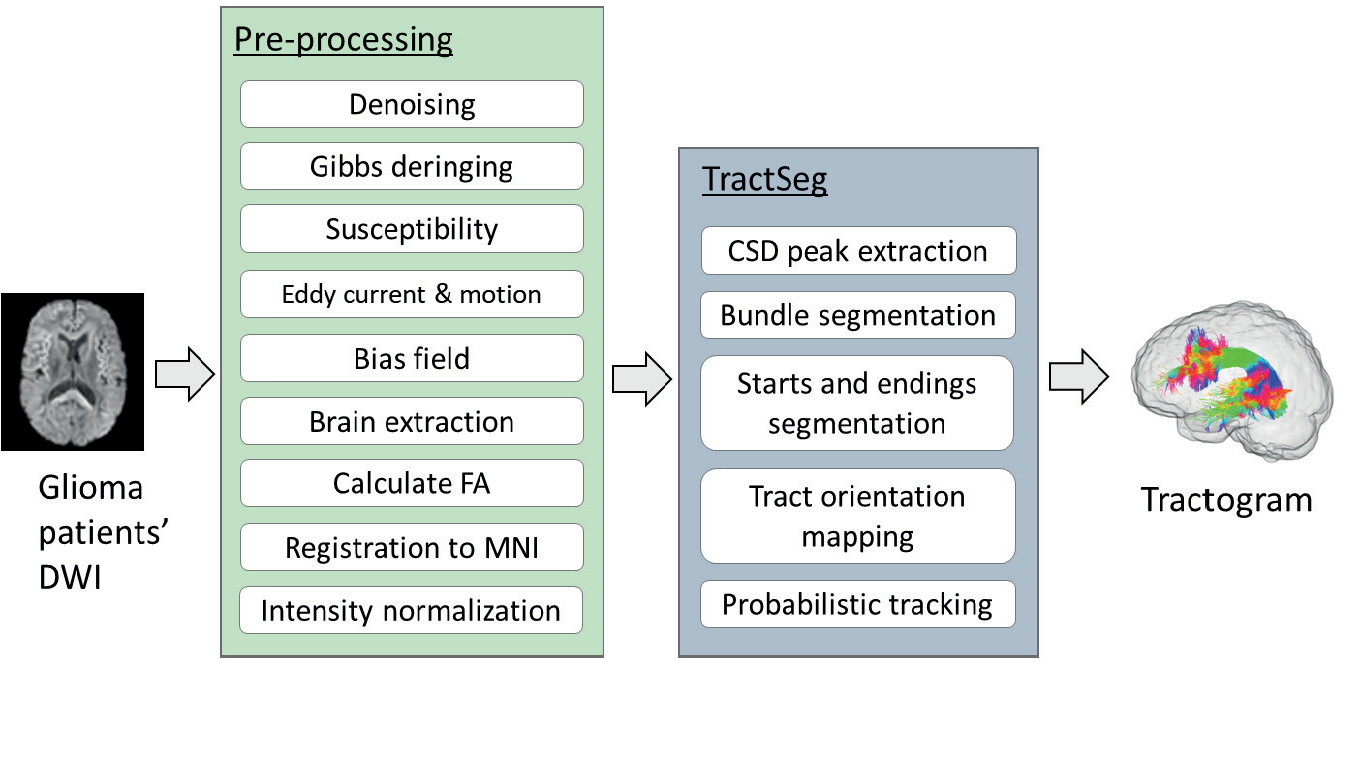 Pre-processing
Denoising
Gibbs deringing
Susceptibility
Eddy current & motion
Bias field
Brain extraction
Calculate FA
Registration to MNI
Intensity normalization
Glioma
patients’
DWI
TractSeg
CSD peak extraction
Bundle segmentation
Starts and endings
segmentation
Tract orientation
mapping
Probabilistic tracking
Tractogram